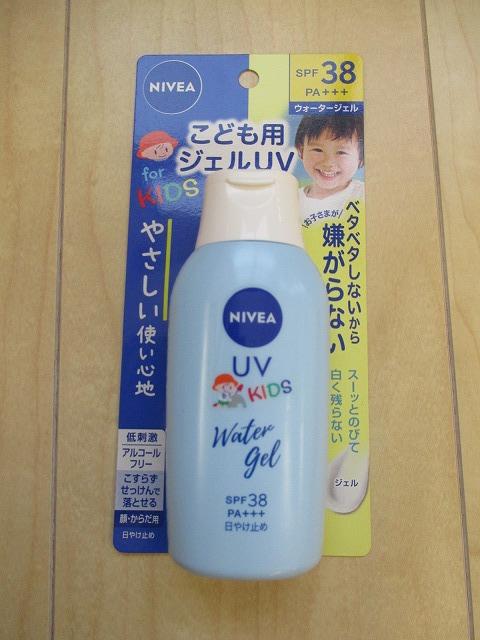 NIVEA
SPF 38
PA+++
ウォータージェル
こども用
ジェルUV
for
KIDS
やさしい使い心地
お子さまが
ベタベタしないから
嫌がらない
スーッとのびて
白く残らない
ジェル
低刺激
アルコール
フリー
こすらず
せっけんで
落とせる
顔・からだ用
日やけ止め
NIVEA
UV
KIDS
Water
Gel
SPF 38
PA+++
日やけ止め